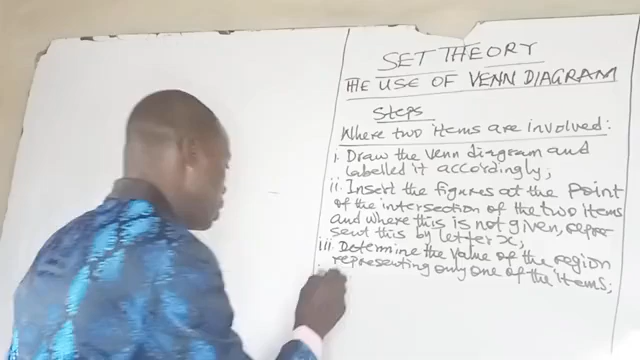 SET THEORY
THE USE OF VENN DIAGRAM
Steps
Where two items are involved:
i. Draw the venn diagram and
labelled it accordingly;
ii. Insert the figures at the point
of the intersection of the two items
and where this is not given, repre-
sent this by letter x;
iii. Determine the value of the region
representing only one of the items;